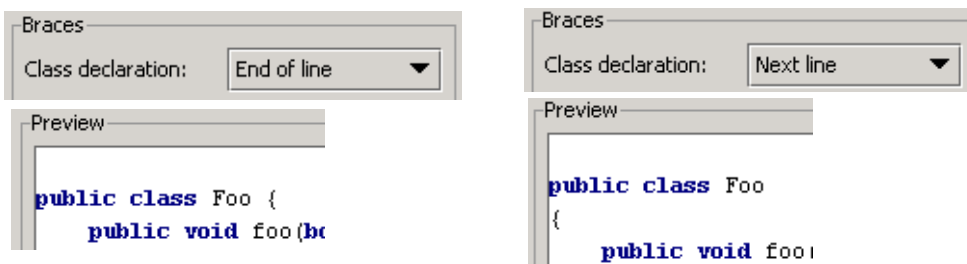 Braces
Class declaration: End of line
Preview
public class Foo {
public void foo(
Braces
Class declaration: Next line
Preview
public class Foo
{
public void foo